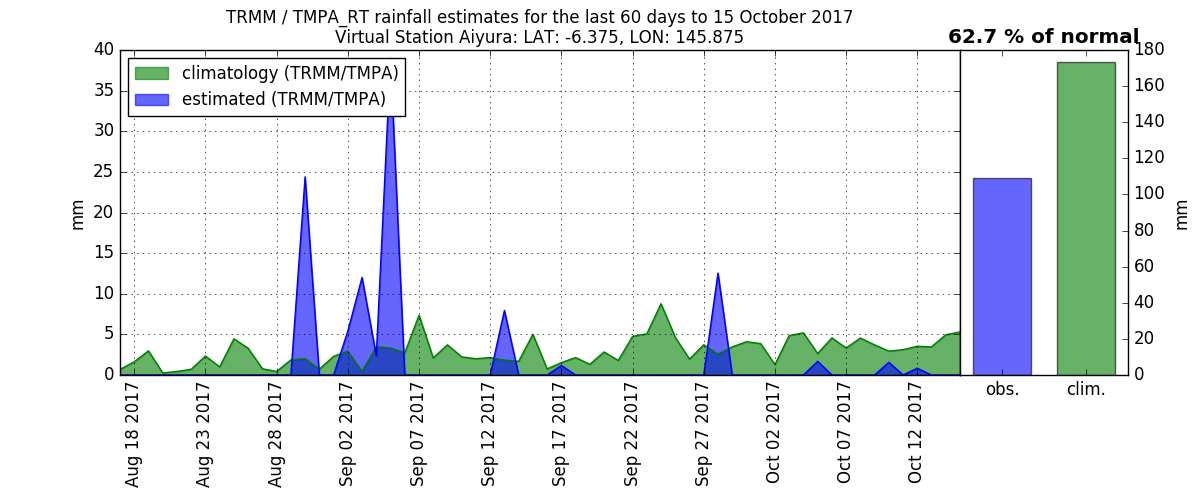 TRMM / TMPA_RT rainfall estimates for the last 60 days to 15 October 2017
Virtual Station Aiyura: LAT: -6.375, LON: 145.875
62.7 % of normal
climatology (TRMM/TMPA)
estimated (TRMM/TMPA)
40
35
30
25
20
15
10
5
0
mm
Aug 18 2017
Aug 23 2017
Aug 28 2017
Sep 02 2017
Sep 07 2017
Sep 12 2017
Sep 17 2017
Sep 22 2017
Sep 27 2017
Oct 02 2017
Oct 07 2017
Oct 12 2017
180
160
140
120
100
80
60
40
20
0
mm
obs.
clim.